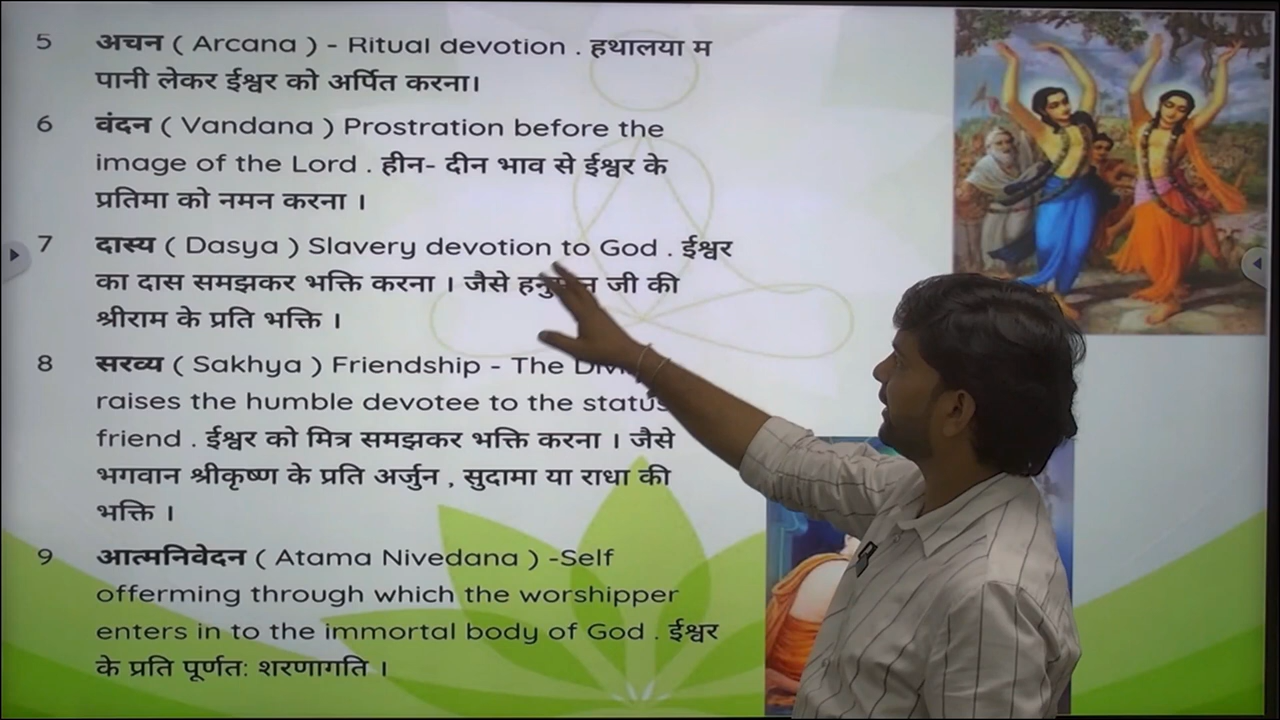 5 अचन ( Arcana ) - Ritual devotion . हथालया म
पानी लेकर ईश्वर को अर्पित करना।
6 वंदन ( Vandana ) Prostration before the
image of the Lord . हीन- दीन भाव से ईश्वर के
प्रतिमा को नमन करना ।
7 दास्य ( Dasya ) Slavery devotion to God . ईश्वर
का दास समझकर भक्ति करना । जैसे जी की
श्रीराम के प्रति भक्ति ।
8 सरव्य ( Sakhya ) Friendship - The
raises the humble devotee to the status
friend . ईश्वर को मित्र समझकर भक्ति करना । जैसे
भगवान श्रीकृष्ण के प्रति अर्जुन , सुदामा या राधा की
भक्ति ।
9 आत्मनिवेदन ( Atama Nivedana ) -Self
offerming through which the worshipper
enters in to the immortal body of God . ईश्वर
के प्रति पूर्णत: शरणागति ।